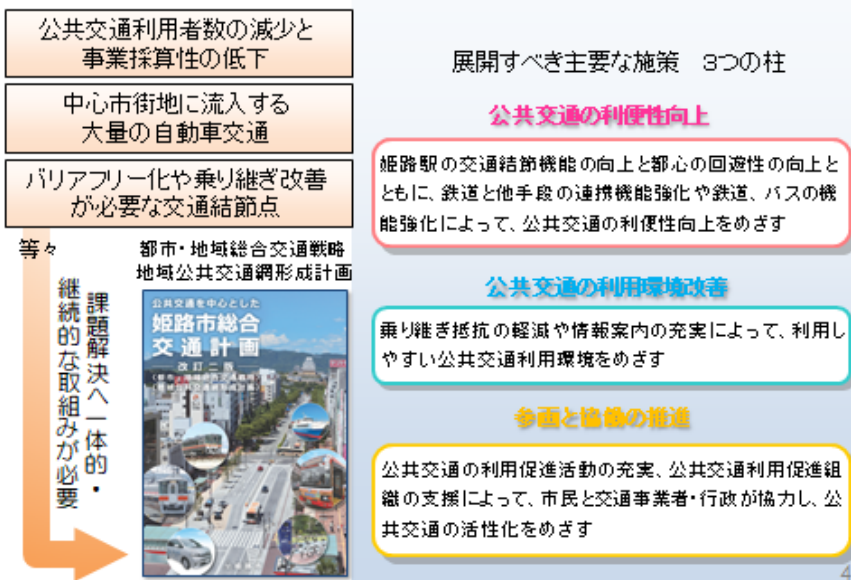 公共交通利用者数の減少と
事業採算性の低下
中心市街地に流入する
大量の自動車交通
バリアフリー化や乗り継ぎ改善
が必要な交通結節点
等々
課題解決へ一体的・
継続的な取組みが必要
都市・地域総合交通戦略
地域公共交通網形成計画
公共交通を中心とした
姫路市総合
交通計画
改訂二版
展開すべき主要な施策　3つの柱
公共交通の利便性向上
姫路駅の交通結節機能の向上と都心の回遊性の向上と
ともに、鉄道と他手段の連携機能強化や鉄道、バスの機
能強化によって、公共交通の利便性向上をめざす
公共交通の利用環境改善
乗り継ぎ抵抗の軽減や情報案内の充実によって、利用し
やすい公共交通利用環境をめざす
参画と協働の推進
公共交通の利用促進活動の充実、公共交通利用促進組
織の支援によって、市民と交通事業者・行政が協力し、公
共交通の活性化をめざす
4